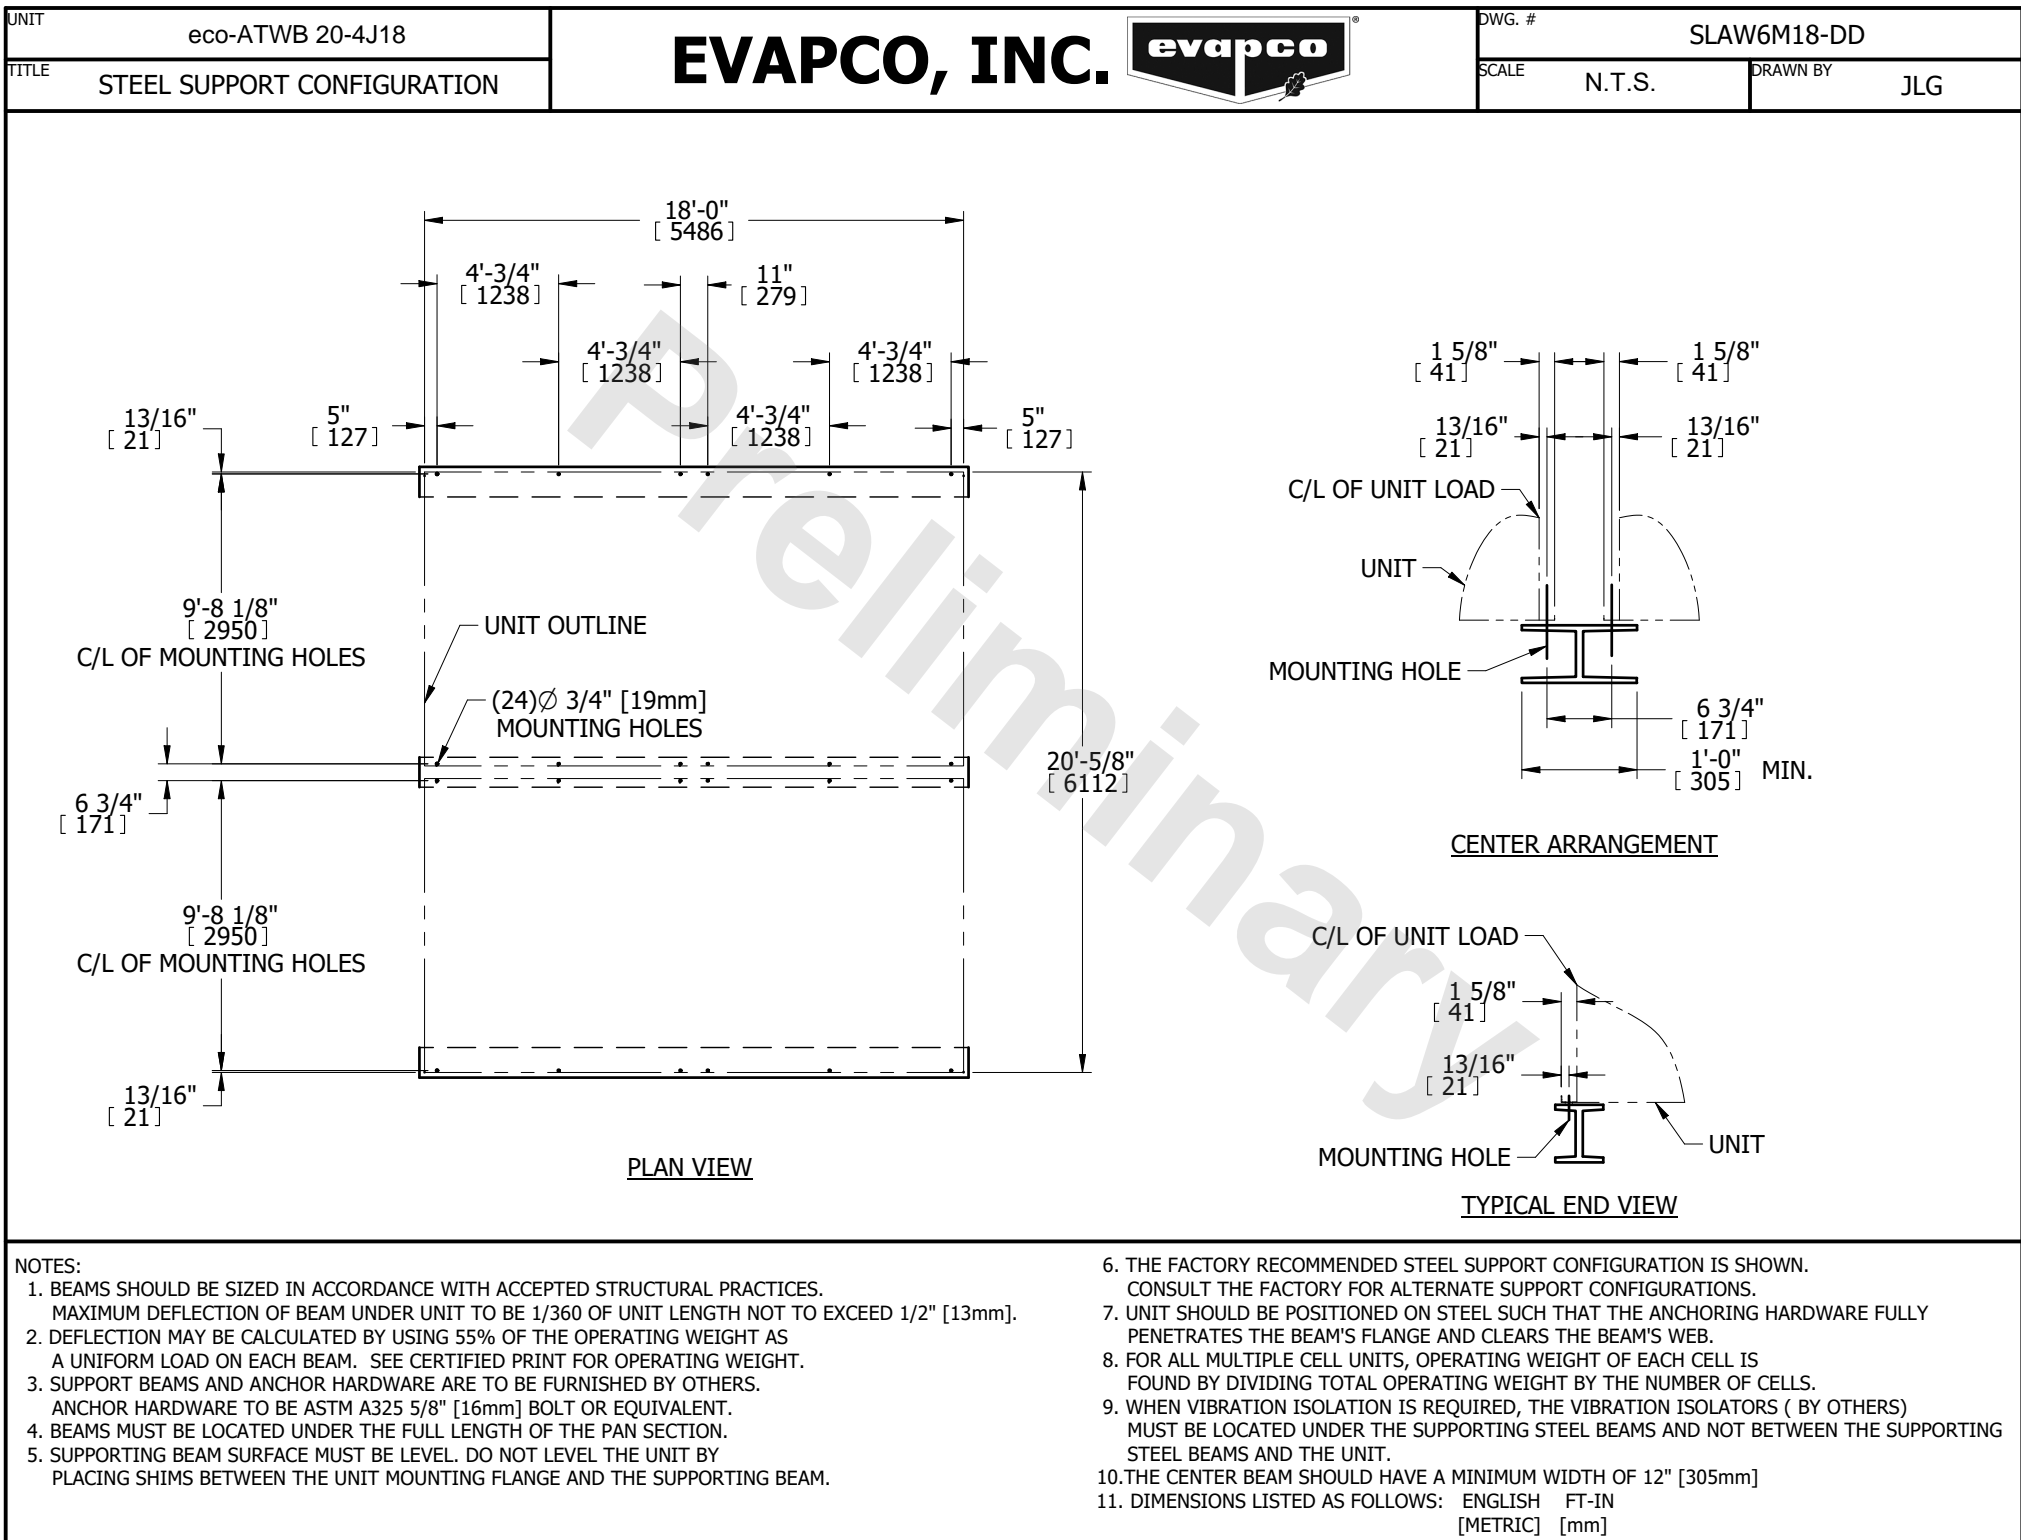 UNIT
eco-ATWB 20-4J18
TITLE
STEEL SUPPORT CONFIGURATION
EVAPCO, INC.
evapco®
DWG. #
SLAW6M18-DD
SCALE
N.T.S.
DRAWN BY
JLG
18'-0"
[ 5486 ]
4'-3/4"
[ 1238 ]
11"
[ 279 ]
4'-3/4"
[ 1238 ]
4'-3/4"
[ 1238 ]
13/16"
[ 21 ]
5"
[ 127 ]
4'-3/4"
[ 1238 ]
5"
[ 127 ]
9'-8 1/8"
[ 2950 ]
C/L OF MOUNTING HOLES
UNIT OUTLINE
(24)∅ 3/4" [19mm]
MOUNTING HOLES
6 3/4"
[ 171 ]
20'-5/8"
[ 6112 ]
9'-8 1/8"
[ 2950 ]
C/L OF MOUNTING HOLES
13/16"
[ 21 ]
PLAN VIEW
Preliminary
1 5/8"
[ 41 ]
1 5/8"
[ 41 ]
13/16"
[ 21 ]
13/16"
[ 21 ]
C/L OF UNIT LOAD
UNIT
MOUNTING HOLE
6 3/4"
[ 171 ]
1'-0"
[ 305 ] MIN.
CENTER ARRANGEMENT
C/L OF UNIT LOAD
1 5/8"
[ 41 ]
13/16"
[ 21 ]
MOUNTING HOLE
UNIT
TYPICAL END VIEW
NOTES:
1. BEAMS SHOULD BE SIZED IN ACCORDANCE WITH ACCEPTED STRUCTURAL PRACTICES.
MAXIMUM DEFLECTION OF BEAM UNDER UNIT TO BE 1/360 OF UNIT LENGTH NOT TO EXCEED 1/2" [13mm].
2. DEFLECTION MAY BE CALCULATED BY USING 55% OF THE OPERATING WEIGHT AS
A UNIFORM LOAD ON EACH BEAM. SEE CERTIFIED PRINT FOR OPERATING WEIGHT.
3. SUPPORT BEAMS AND ANCHOR HARDWARE ARE TO BE FURNISHED BY OTHERS.
ANCHOR HARDWARE TO BE ASTM A325 5/8" [16mm] BOLT OR EQUIVALENT.
4. BEAMS MUST BE LOCATED UNDER THE FULL LENGTH OF THE PAN SECTION.
5. SUPPORTING BEAM SURFACE MUST BE LEVEL. DO NOT LEVEL THE UNIT BY
PLACING SHIMS BETWEEN THE UNIT MOUNTING FLANGE AND THE SUPPORTING BEAM.
6. THE FACTORY RECOMMENDED STEEL SUPPORT CONFIGURATION IS SHOWN.
CONSULT THE FACTORY FOR ALTERNATE SUPPORT CONFIGURATIONS.
7. UNIT SHOULD BE POSITIONED ON STEEL SUCH THAT THE ANCHORING HARDWARE FULLY
PENETRATES THE BEAM'S FLANGE AND CLEARS THE BEAM'S WEB.
8. FOR ALL MULTIPLE CELL UNITS, OPERATING WEIGHT OF EACH CELL IS
FOUND BY DIVIDING TOTAL OPERATING WEIGHT BY THE NUMBER OF CELLS.
9. WHEN VIBRATION ISOLATION IS REQUIRED, THE VIBRATION ISOLATORS ( BY OTHERS)
MUST BE LOCATED UNDER THE SUPPORTING STEEL BEAMS AND NOT BETWEEN THE SUPPORTING
STEEL BEAMS AND THE UNIT.
10.THE CENTER BEAM SHOULD HAVE A MINIMUM WIDTH OF 12" [305mm]
11. DIMENSIONS LISTED AS FOLLOWS: ENGLISH FT-IN
[METRIC] [mm]